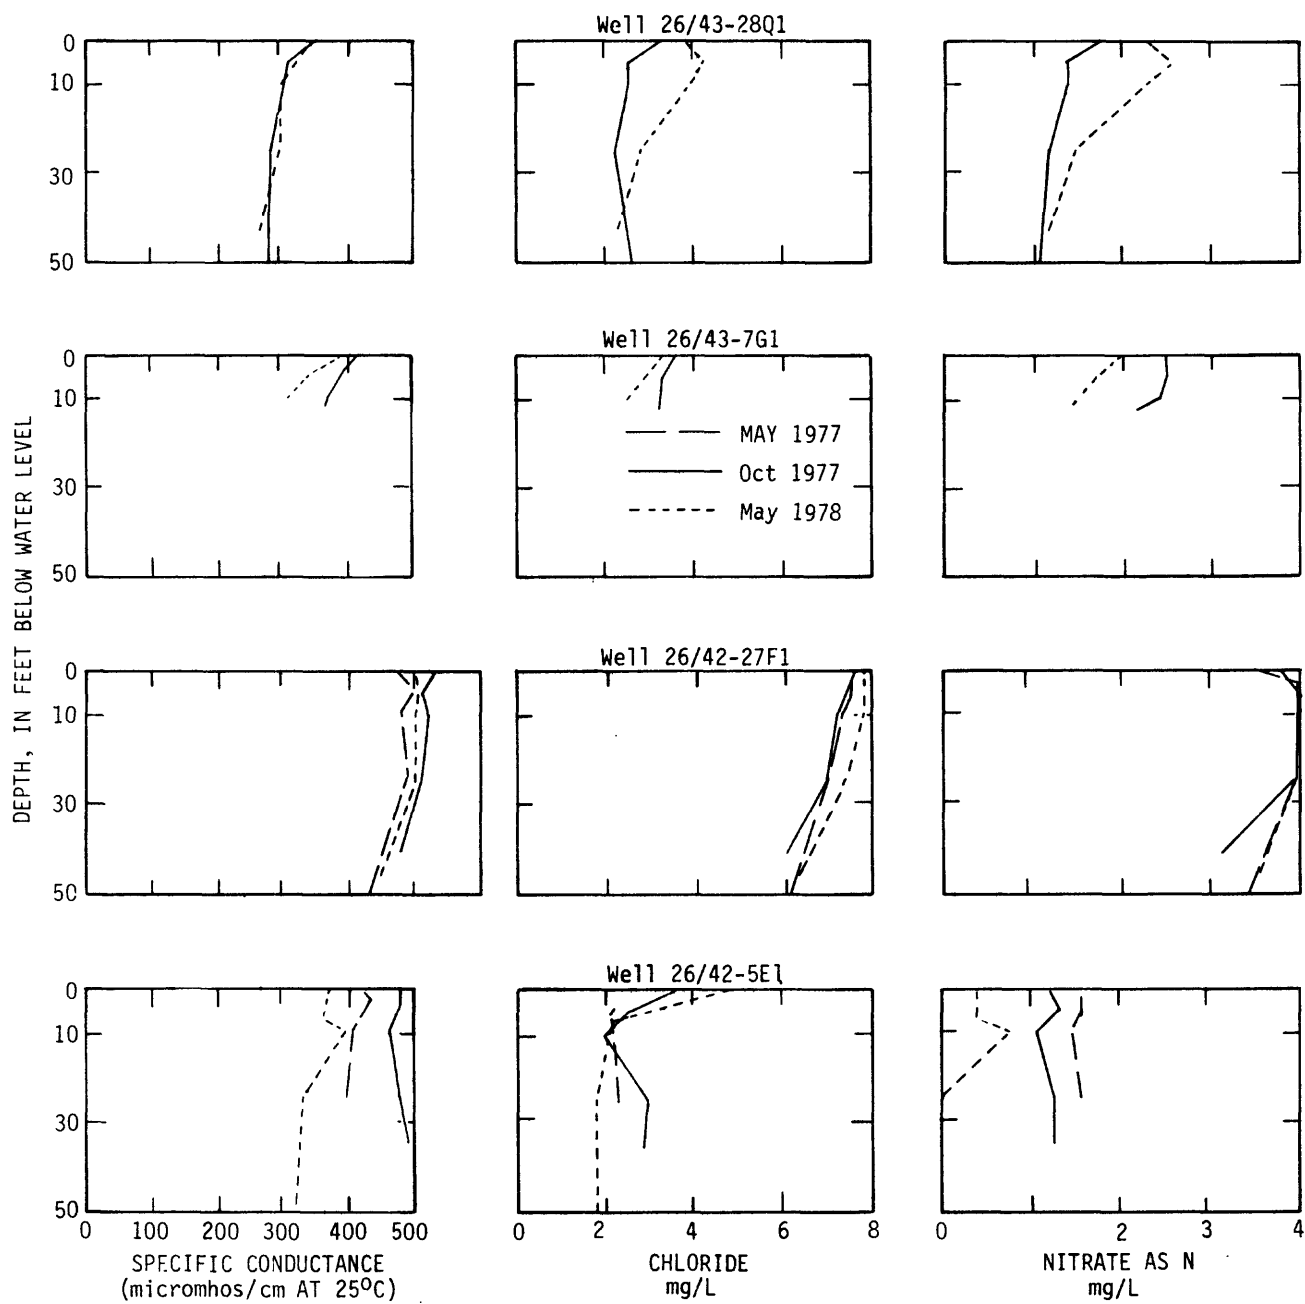 Well 26/43-28Q1
0
10
30
50
Well 26/43-7G1
0
10
30
50
MAY 1977
Oct 1977
May 1978
DEPTH, IN FEET BELOW WATER LEVEL
Well 26/42-27F1
0
10
30
50
Well 26/42-5E1
0
10
30
50
0 100 200 300 400 500
0 2 4 6 8
0 2 3 4
SPECIFIC CONDUCTANCE
(micromhos/cm AT 25°C)
CHLORIDE
mg/L
NITRATE AS N
mg/L